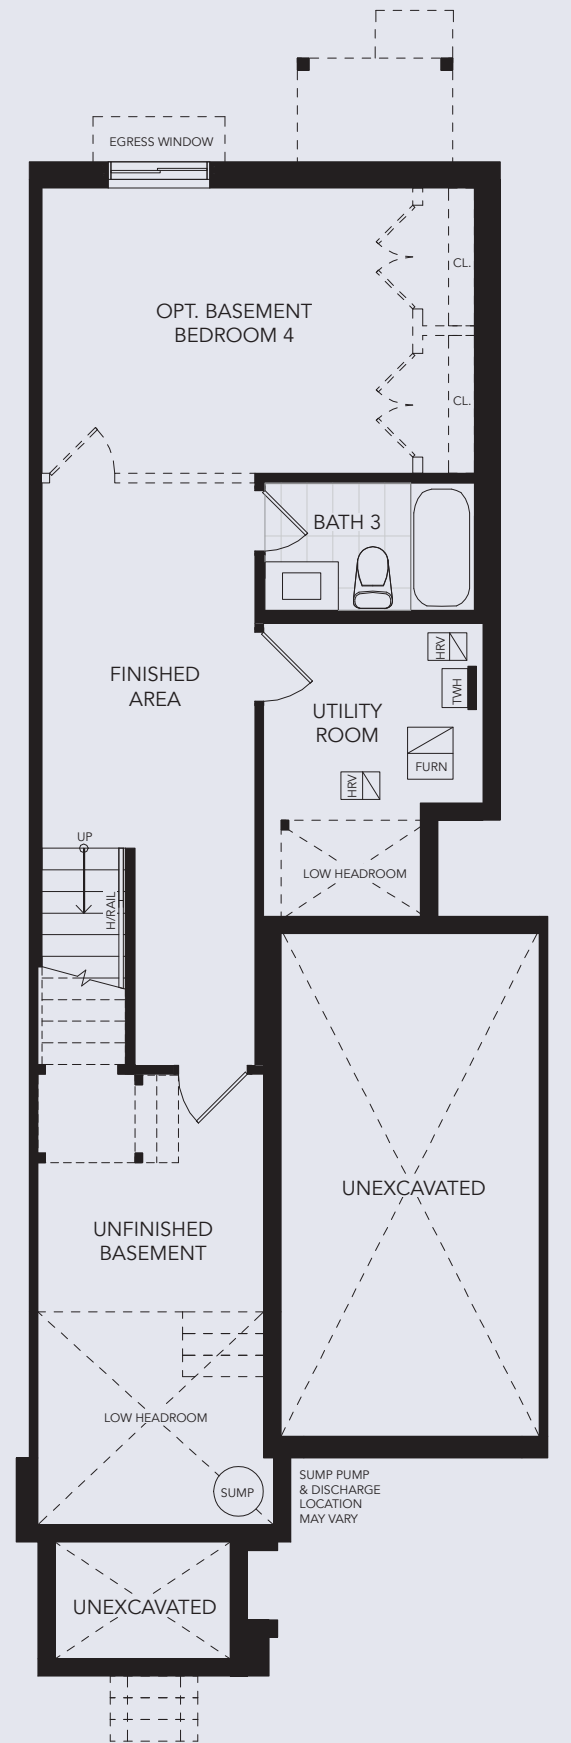 EGRESS WINDOW
CL.
OPT. BASEMENT
BEDROOM 4
CL.
BATH 3
HRV
FINISHED
AREA
TWH
UTILITY
ROOM
FURN
HRV
UP
LOW HEADROOM
H/RAIL
UNEXCAVATED
UNFINISHED
BASEMENT
LOW HEADROOM
SUMP
SUMP PUMP
& DISCHARGE
LOCATION
MAY VARY
UNEXCAVATED